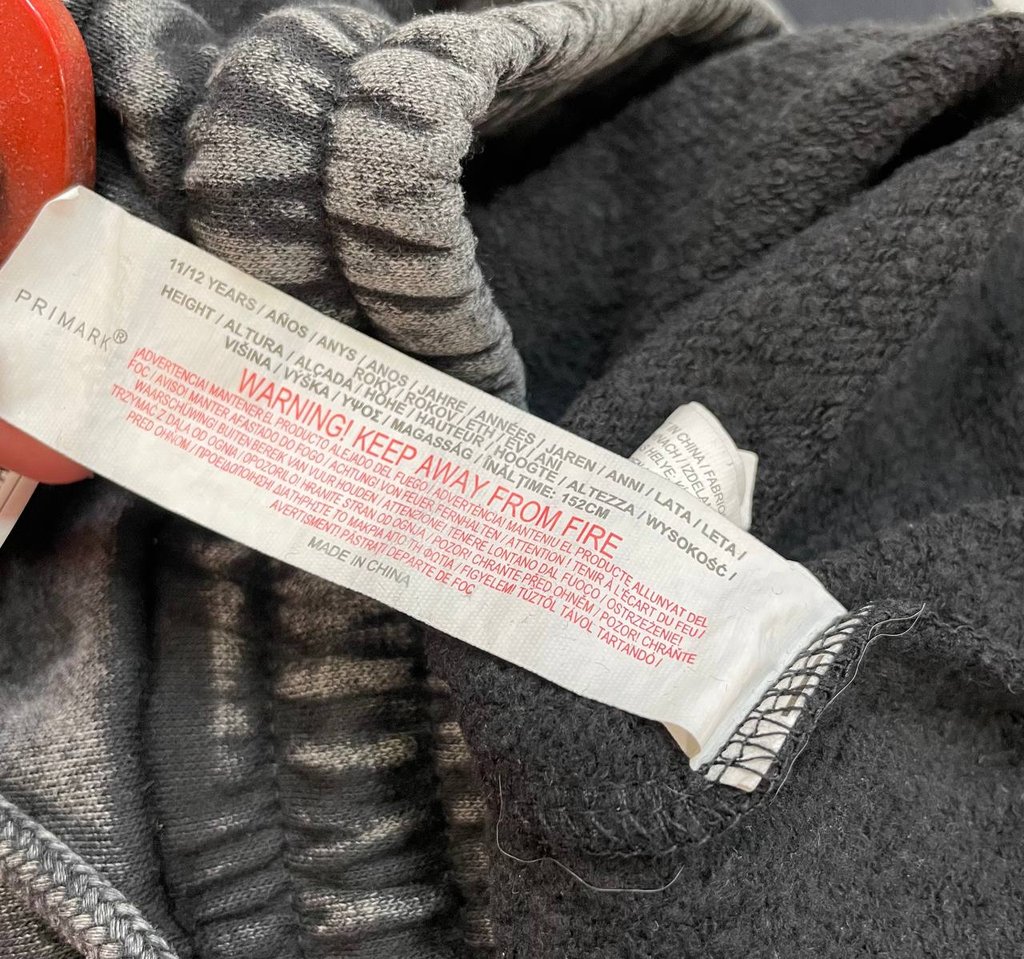 PRIMARK®
11/12 YEARS / AÑOS / ANYS / ANOS / JAHRE / ANNÉES / JAREN / ANNI / LATA / LETA /
ROKY / ROKOV / ΕΤΗ / ÉV / ANI
HEIGHT / ALTURA / ALÇADA / HÖHE / HAUTEUR / HOOGTE / ALTEZZA / WYSOKOŚĆ /
VIŠINA / VÝŠKA / ΥΨΟΣ / MAGASSÁG / ÎNĂLȚIME: 152CM
WARNING! KEEP AWAY FROM FIRE
¡ADVERTENCIA! MANTENER EL PRODUCTO ALEJADO DEL FUEGO / ADVERTÈNCIA! MANTENIU EL PRODUCTE ALLUNYAT DEL
FOC / AVISO! MANTER AFASTADO DO FOGO / ACHTUNG! VON FEUER FERNHALTEN / ATTENTION ! TENIR À L'ÉCART DU FEU /
WAARSCHUWING! BUITEN BEREIK VAN VUUR HOUDEN / ATTENZIONE! TENERE LONTANO DAL FUOCO / OSTRZEŻENIE!
TRZYMAĆ Z DALA OD OGNIA / OPOZORILO! HRANITE STRAN OD OGNJA / POZOR! CHRANTE PŘED OHNĚM / POZOR! CHRÁŇTE
PRED OHŇOM / ΠΡΟΕΙΔΟΠΟΙΗΣΗ! ΔΙΑΤΗΡΗΣΤΕ ΤΟ ΜΑΚΡΙΑ ΑΠΟ ΤΗ ΦΩΤΙΑ / FIGYELEM! TŰZTŐL TÁVOL TARTANDÓ /
AVERTISMENT! PĂSTRAȚI DEPARTE DE FOC
MADE IN CHINA
IN CHINA / FABRIC